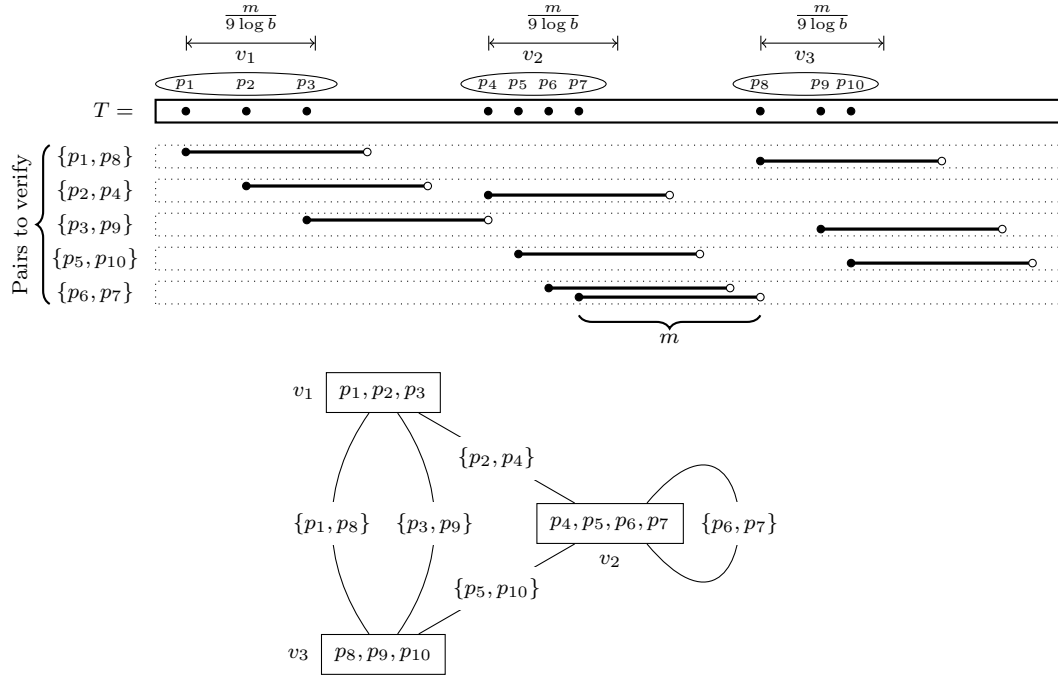 m/(9 log b) m/(9 log b) m/(9 log b)
v₁ v₂ v₃
p₁ p₂ p₃ p₄ p₅ p₆ p₇ p₈ p₉ p₁₀
T =
Pairs to verify
{p₁, p₈}
{p₂, p₄}
{p₃, p₉}
{p₅, p₁₀}
{p₆, p₇}
m
v₁ p₁, p₂, p₃
{p₂, p₄}
{p₁, p₈} {p₃, p₉} p₄, p₅, p₆, p₇ {p₆, p₇}
v₂
{p₅, p₁₀}
v₃ p₈, p₉, p₁₀